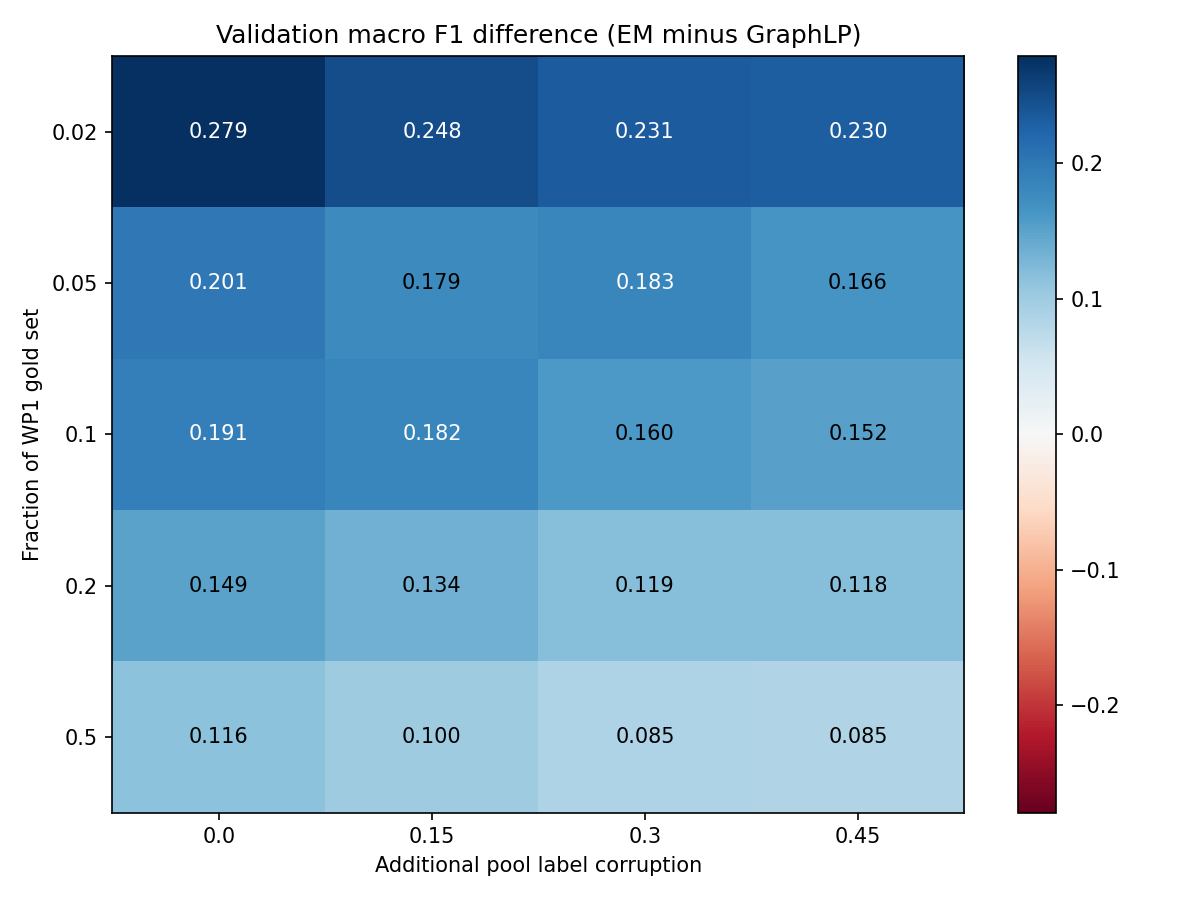 Validation macro F1 difference (EM minus GraphLP)
Fraction of WP1 gold set
0.02 0.279 0.248 0.231 0.230
0.05 0.201 0.179 0.183 0.166
0.1 0.191 0.182 0.160 0.152
0.2 0.149 0.134 0.119 0.118
0.5 0.116 0.100 0.085 0.085
0.0 0.15 0.3 0.45
Additional pool label corruption
0.2
0.1
0.0
−0.1
−0.2